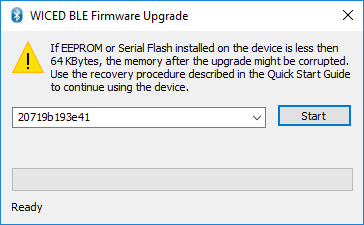 WICED BLE Firmware Upgrade
If EEPROM or Serial Flash installed on the device is less then
64 KBytes, the memory after the upgrade might be corrupted.
Use the recovery procedure described in the Quick Start Guide
to continue using the device.
20719b193e41
Start
Ready